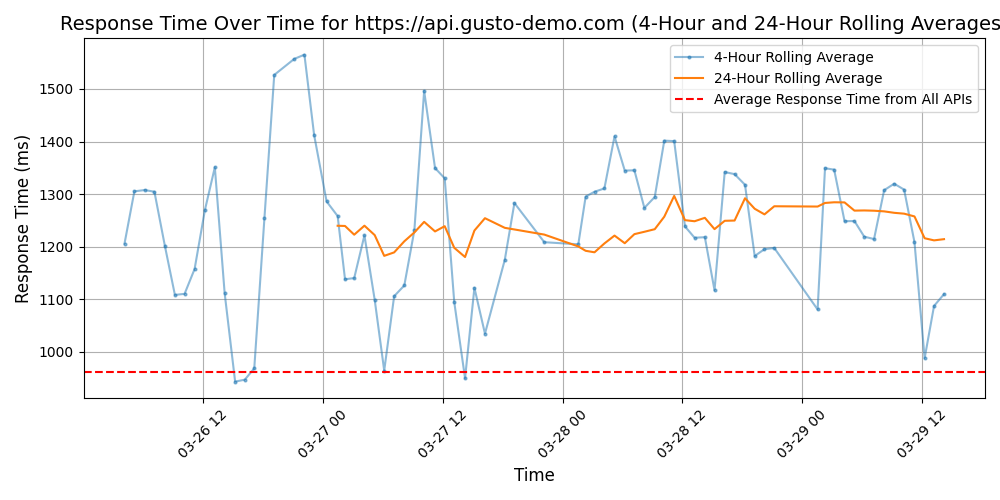 Response Time Over Time for https://api.gusto-demo.com (4-Hour and 24-Hour Rolling Averages
4-Hour Rolling Average
24-Hour Rolling Average
Average Response Time from All APIs
Response Time (ms)
1500
1400
1300
1200
1100
1000
03-26 12
03-27 00
03-27 12
03-28 00
03-28 12
03-29 00
03-29 12
Time